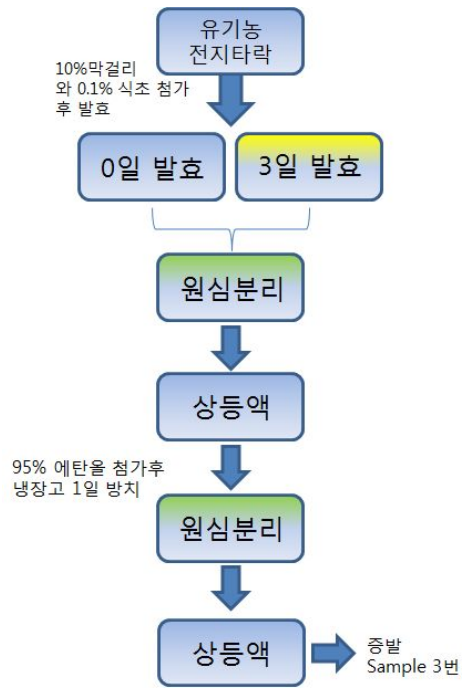 유기농
전지타락
10%막걸리
와 0.1% 식초 첨가
후 발효
0일 발효
3일 발효
원심분리
상등액
95% 에탄올 첨가후
냉장고 1일 방치
원심분리
상등액
증발
Sample 3번